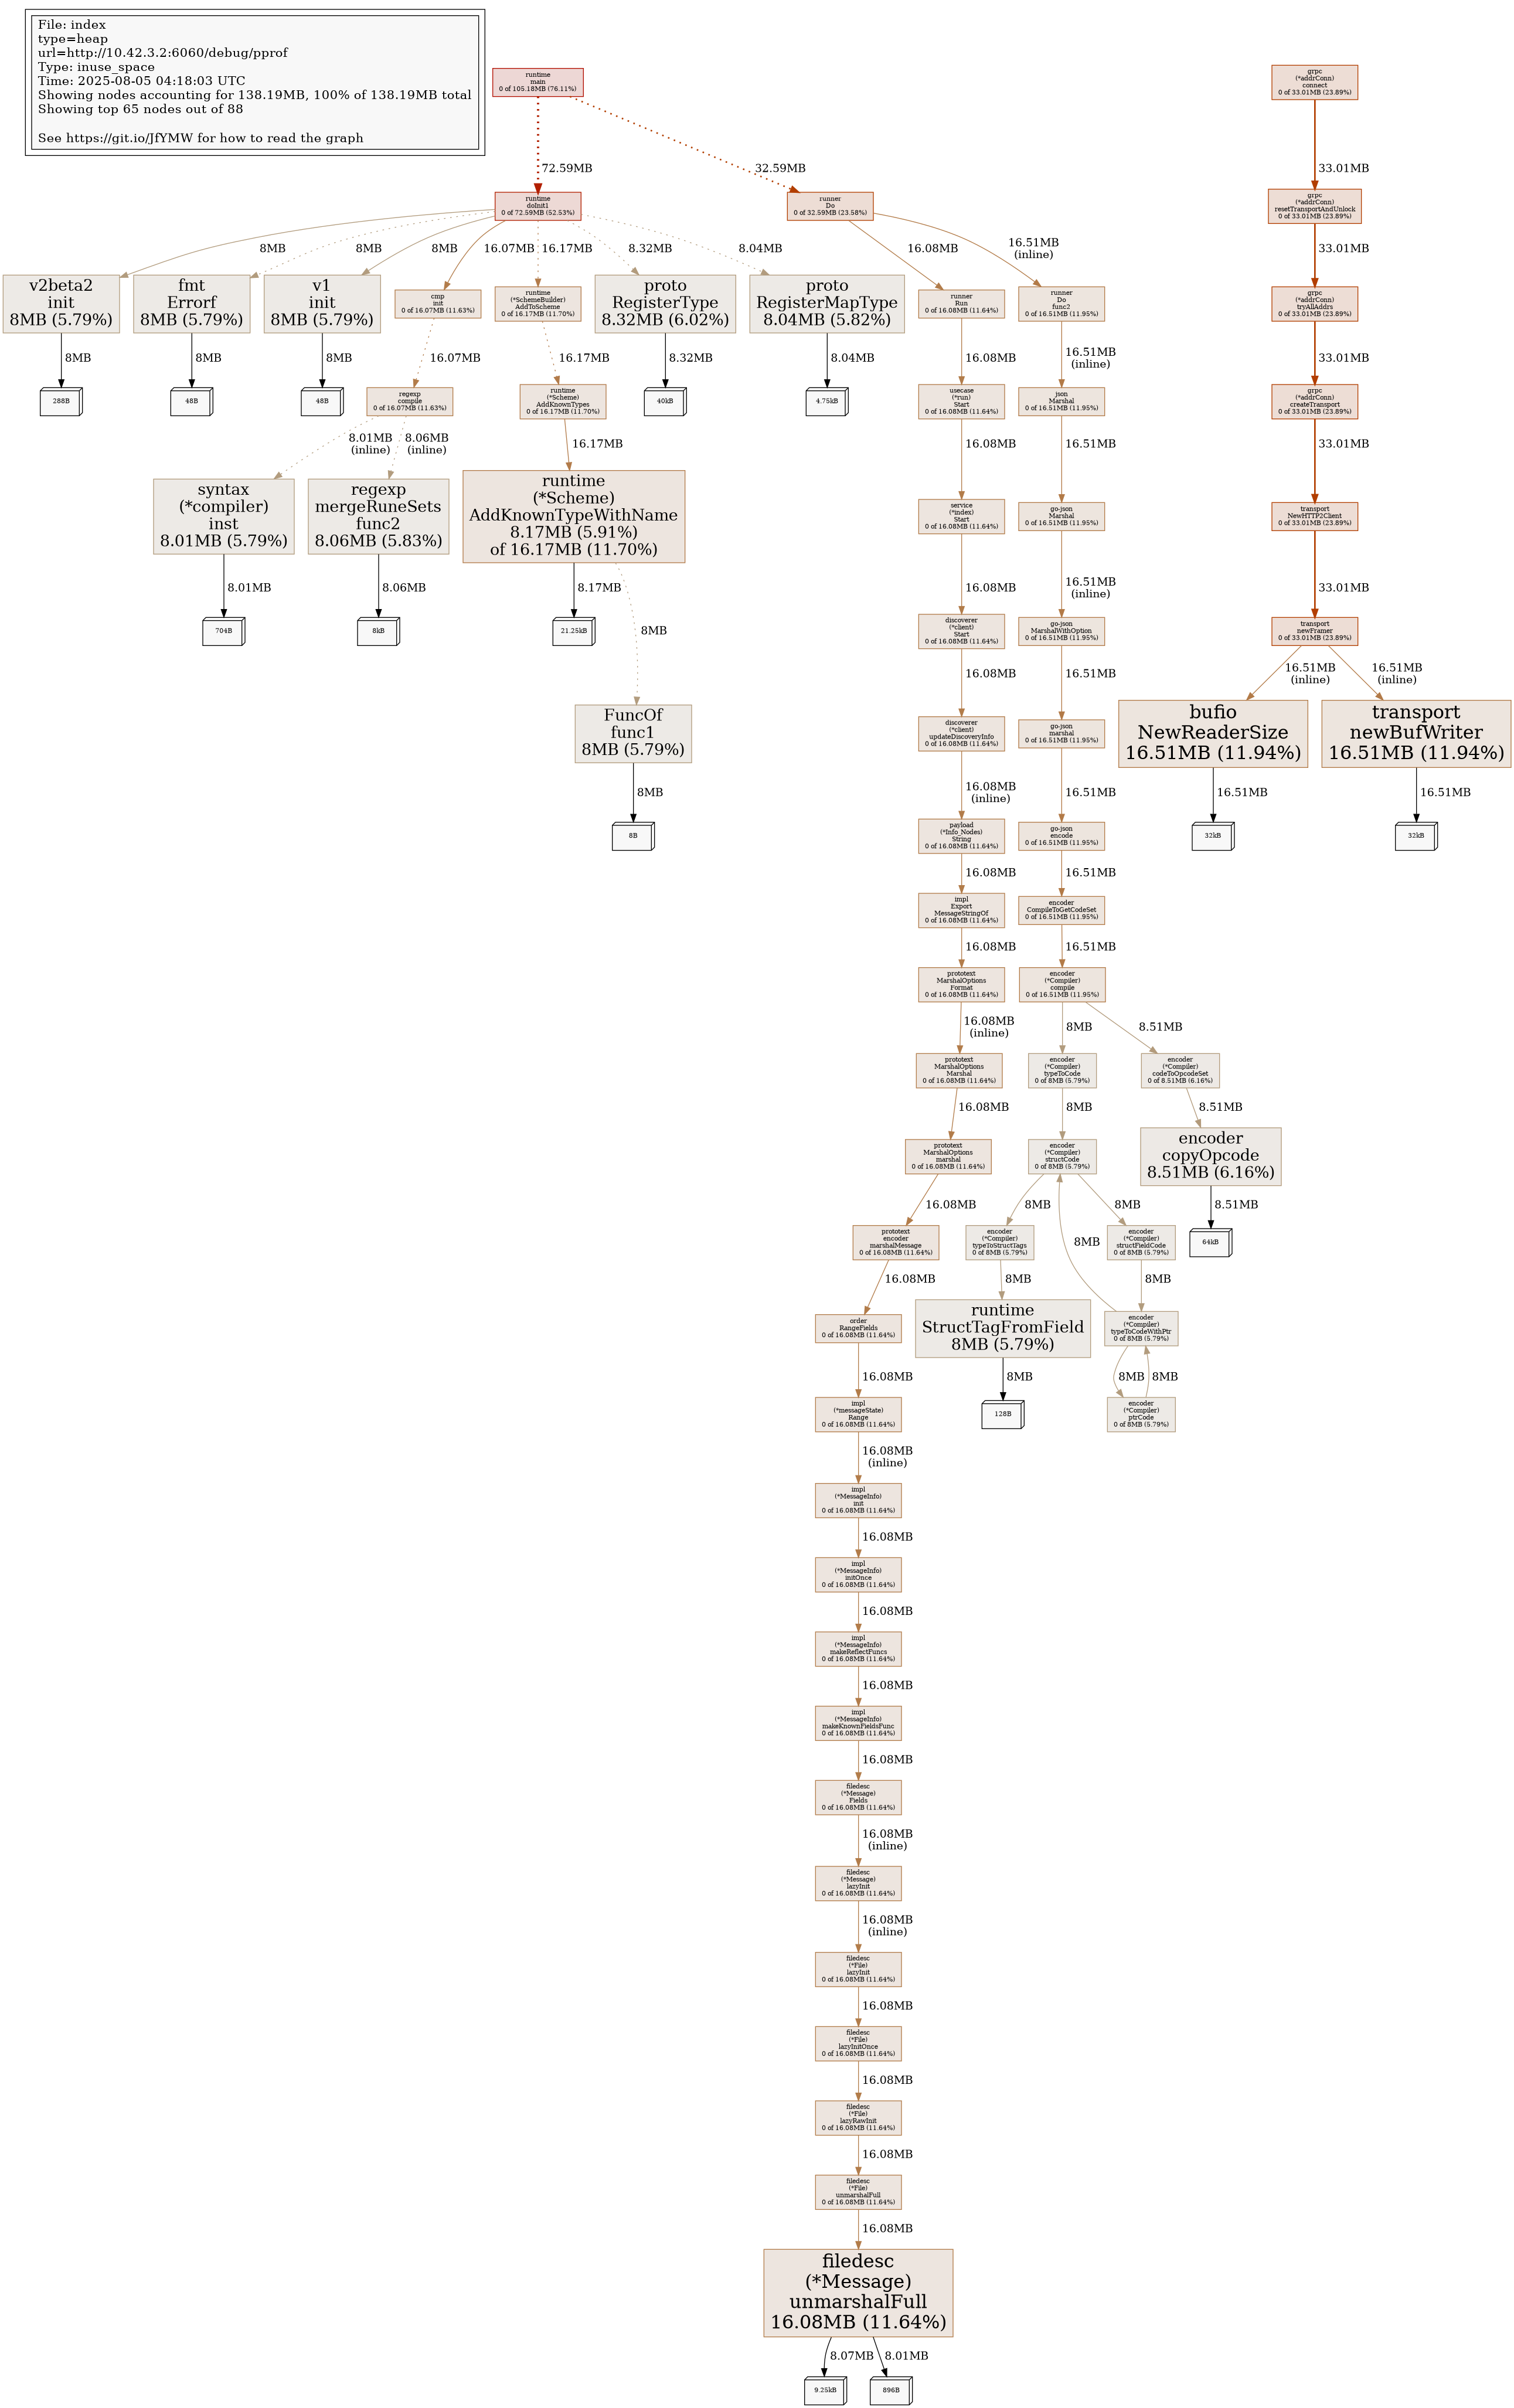 File: index
type=heap
url=http://10.42.3.2:6060/debug/pprof
Type: inuse_space
Time: 2025-08-05 04:18:03 UTC
Showing nodes accounting for 138.19MB, 100% of 138.19MB total
Showing top 65 nodes out of 88
See https://git.io/JfYMW for how to read the graph
runtime
main
0 of 105.18MB (76.11%)
grpc
(*addrConn)
connect
0 of 33.01MB (23.89%)
72.59MB
32.59MB
33.01MB
runtime
doInit1
0 of 72.59MB (52.53%)
runner
Do
0 of 32.59MB (23.58%)
grpc
(*addrConn)
resetTransportAndUnlock
0 of 33.01MB (23.89%)
8MB
8MB
8MB
16.07MB
16.17MB
8.32MB
8.04MB
16.08MB
16.51MB
(inline)
33.01MB
v2beta2
init
8MB (5.79%)
fmt
Errorf
8MB (5.79%)
v1
init
8MB (5.79%)
cmp
init
0 of 16.07MB (11.63%)
runtime
(*SchemeBuilder)
AddToScheme
0 of 16.17MB (11.70%)
proto
RegisterType
8.32MB (6.02%)
proto
RegisterMapType
8.04MB (5.82%)
runner
Run
0 of 16.08MB (11.64%)
runner
Do
func2
0 of 16.51MB (11.95%)
grpc
(*addrConn)
tryAllAddrs
0 of 33.01MB (23.89%)
8MB
8MB
8MB
16.07MB
16.17MB
8.32MB
8.04MB
16.08MB
16.51MB
(inline)
33.01MB
288B
48B
48B
regexp
compile
0 of 16.07MB (11.63%)
runtime
(*Scheme)
AddKnownTypes
0 of 16.17MB (11.70%)
40kB
4.75kB
usecase
(*run)
Start
0 of 16.08MB (11.64%)
json
Marshal
0 of 16.51MB (11.95%)
grpc
(*addrConn)
createTransport
0 of 33.01MB (23.89%)
8.01MB
(inline)
8.06MB
(inline)
16.17MB
16.08MB
16.51MB
33.01MB
syntax
(*compiler)
inst
8.01MB (5.79%)
regexp
mergeRuneSets
func2
8.06MB (5.83%)
runtime
(*Scheme)
AddKnownTypeWithName
8.17MB (5.91%)
of 16.17MB (11.70%)
service
(*index)
Start
0 of 16.08MB (11.64%)
go-json
Marshal
0 of 16.51MB (11.95%)
transport
NewHTTP2Client
0 of 33.01MB (23.89%)
8.01MB
8.06MB
8.17MB
8MB
16.08MB
16.51MB
(inline)
33.01MB
704B
8kB
21.25kB
discoverer
(*client)
Start
0 of 16.08MB (11.64%)
go-json
MarshalWithOption
0 of 16.51MB (11.95%)
transport
newFramer
0 of 33.01MB (23.89%)
16.08MB
16.51MB
16.51MB
(inline)
16.51MB
(inline)
FuncOf
func1
8MB (5.79%)
discoverer
(*client)
updateDiscoveryInfo
0 of 16.08MB (11.64%)
go-json
marshal
0 of 16.51MB (11.95%)
bufio
NewReaderSize
16.51MB (11.94%)
transport
newBufWriter
16.51MB (11.94%)
8MB
16.08MB
(inline)
16.51MB
16.51MB
16.51MB
8B
payload
(*Info_Nodes)
String
0 of 16.08MB (11.64%)
go-json
encode
0 of 16.51MB (11.95%)
32kB
32kB
16.08MB
16.51MB
impl
Export
MessageStringOf
0 of 16.08MB (11.64%)
encoder
CompileToGetCodeSet
0 of 16.51MB (11.95%)
16.08MB
16.51MB
prototext
MarshalOptions
Format
0 of 16.08MB (11.64%)
encoder
(*Compiler)
compile
0 of 16.51MB (11.95%)
16.08MB
(inline)
8MB
8.51MB
prototext
MarshalOptions
Marshal
0 of 16.08MB (11.64%)
encoder
(*Compiler)
typeToCode
0 of 8MB (5.79%)
encoder
(*Compiler)
codeToOpcodeSet
0 of 8.51MB (6.16%)
16.08MB
8MB
8.51MB
prototext
MarshalOptions
marshal
0 of 16.08MB (11.64%)
encoder
(*Compiler)
structCode
0 of 8MB (5.79%)
encoder
copyOpcode
8.51MB (6.16%)
16.08MB
8MB
8MB
8.51MB
prototext
encoder
marshalMessage
0 of 16.08MB (11.64%)
encoder
(*Compiler)
typeToStructTags
0 of 8MB (5.79%)
8MB
encoder
(*Compiler)
structFieldCode
0 of 8MB (5.79%)
64kB
16.08MB
8MB
8MB
order
RangeFields
0 of 16.08MB (11.64%)
runtime
StructTagFromField
8MB (5.79%)
encoder
(*Compiler)
typeToCodeWithPtr
0 of 8MB (5.79%)
16.08MB
8MB
8MB
8MB
impl
(*messageState)
Range
0 of 16.08MB (11.64%)
128B
encoder
(*Compiler)
ptrCode
0 of 8MB (5.79%)
16.08MB
(inline)
impl
(*MessageInfo)
init
0 of 16.08MB (11.64%)
16.08MB
impl
(*MessageInfo)
initOnce
0 of 16.08MB (11.64%)
16.08MB
impl
(*MessageInfo)
makeReflectFuncs
0 of 16.08MB (11.64%)
16.08MB
impl
(*MessageInfo)
makeKnownFieldsFunc
0 of 16.08MB (11.64%)
16.08MB
filedesc
(*Message)
Fields
0 of 16.08MB (11.64%)
16.08MB
(inline)
filedesc
(*Message)
lazyInit
0 of 16.08MB (11.64%)
16.08MB
(inline)
filedesc
(*File)
lazyInit
0 of 16.08MB (11.64%)
16.08MB
filedesc
(*File)
lazyInitOnce
0 of 16.08MB (11.64%)
16.08MB
filedesc
(*File)
lazyRawInit
0 of 16.08MB (11.64%)
16.08MB
filedesc
(*File)
unmarshalFull
0 of 16.08MB (11.64%)
16.08MB
filedesc
(*Message)
unmarshalFull
16.08MB (11.64%)
8.07MB
8.01MB
9.25kB
896B